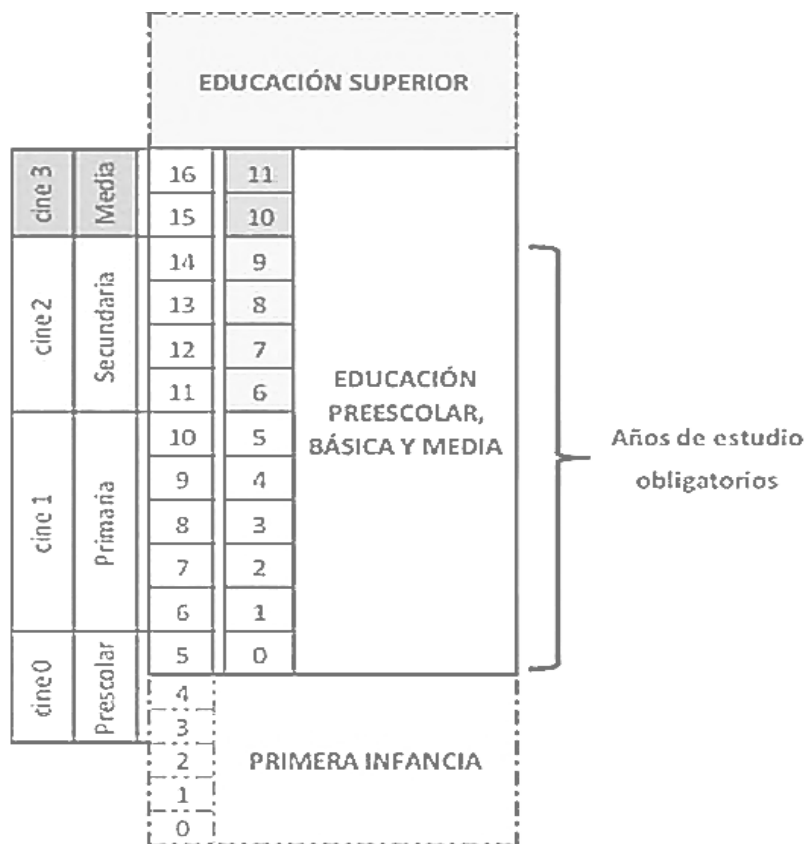 EDUCACIÓN SUPERIOR
cine 3 Media 16 11
15 10
cine 2 Secundaria 14 9
13 8
12 7
11 6
cine 1 Primaria 10 5
9 4
8 3
7 2
6 1
cine0 Prescolar 5 0
4
3
2
1
0
EDUCACIÓN
PREESCOLAR,
BÁSICA Y MEDIA
Años de estudio
obligatorios
PRIMERA INFANCIA